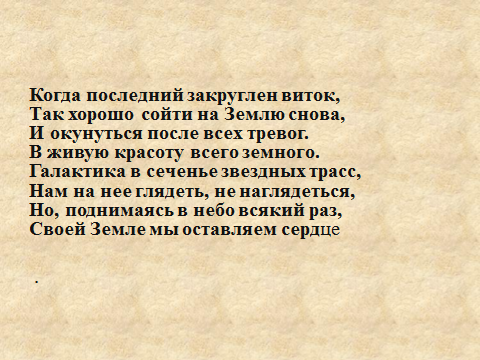 Когда последний закруглен виток,
Так хорошо сойти на Землю снова,
И окунуться после всех тревог.
В живую красоту всего земного.
Галактика в сеченье звездных трасс,
Нам на нее глядеть, не наглядеться,
Но, поднимаясь в небо всякий раз,
Своей Земле мы оставляем сердце
.